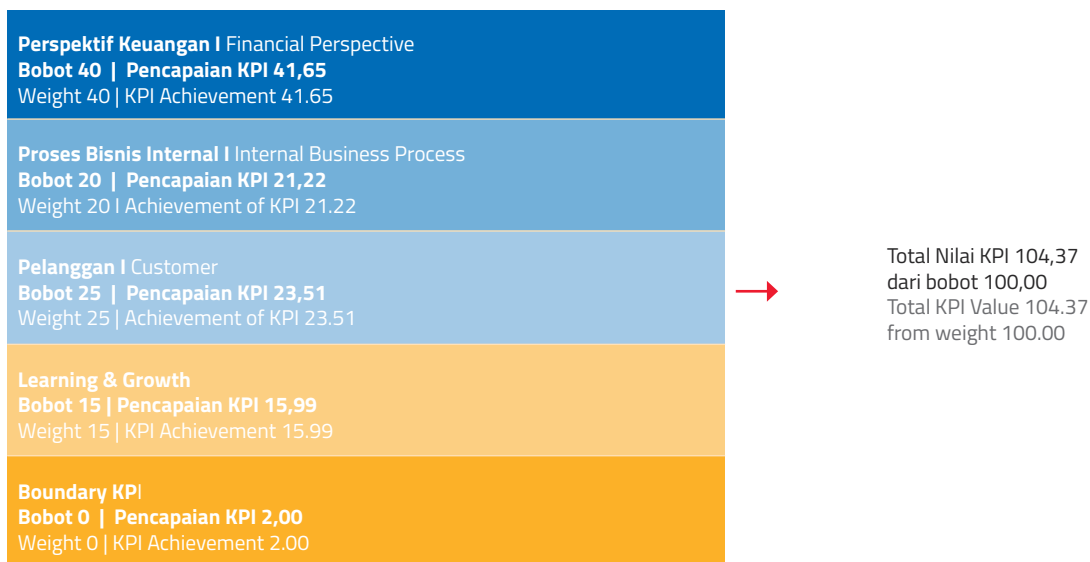 Perspektif Keuangan I Financial Perspective
Bobot 40 | Pencapaian KPI 41,65
Weight 40 | KPI Achievement 41.65
Proses Bisnis Internal I Internal Business Process
Bobot 20 | Pencapaian KPI 21,22
Weight 20 I Achievement of KPI 21.22
Pelanggan I Customer
Bobot 25 | Pencapaian KPI 23,51
Weight 25 | Achievement of KPI 23.51
Learning & Growth
Bobot 15 | Pencapaian KPI 15,99
Weight 15 | KPI Achievement 15.99
Boundary KPI
Bobot 0 | Pencapaian KPI 2,00
Weight 0 | KPI Achievement 2.00
Total Nilai KPI 104,37
dari bobot 100,00
Total KPI Value 104.37
from weight 100.00